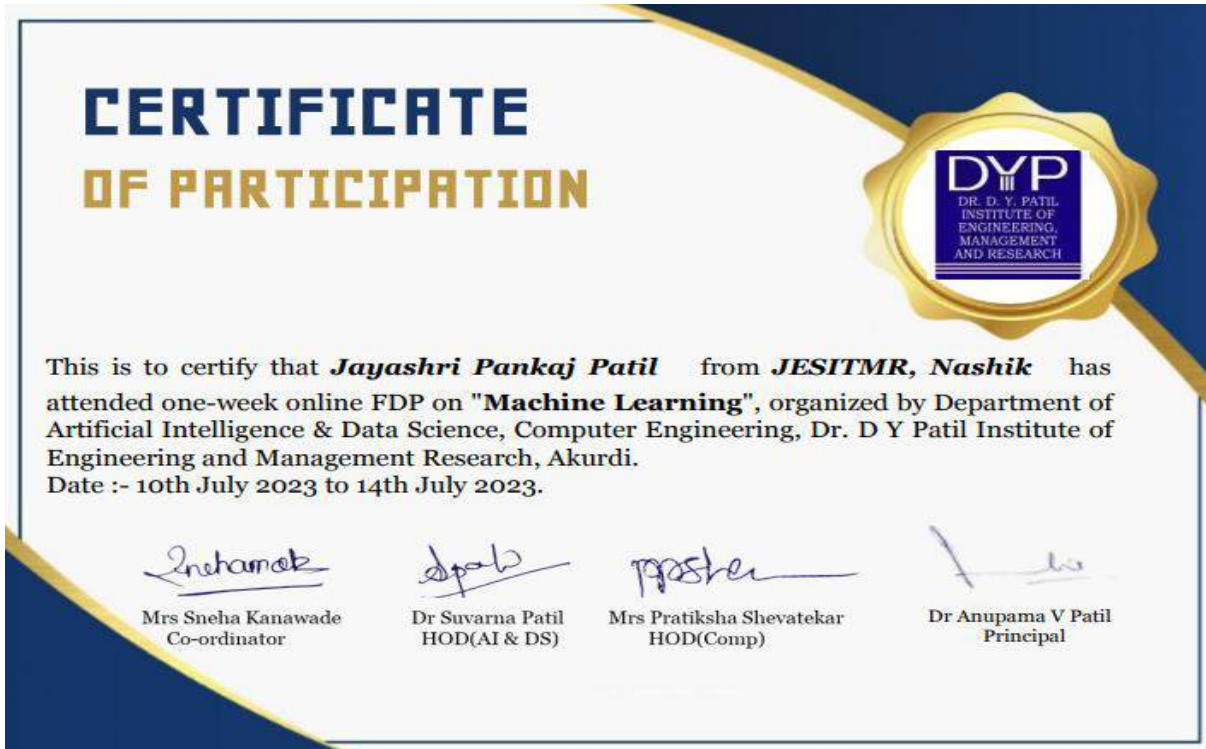 CERTIFICATE
OF PARTICIPATION
DYP
DR. D. Y. PATIL
INSTITUTE OF
ENGINEERING,
MANAGEMENT
AND RESEARCH
This is to certify that Jayashri Pankaj Patil from JESITMR, Nashik has
attended one-week online FDP on "Machine Learning", organized by Department of
Artificial Intelligence & Data Science, Computer Engineering, Dr. D Y Patil Institute of
Engineering and Management Research, Akurdi.
Date :- 10th July 2023 to 14th July 2023.
Mrs Sneha Kanawade
Co-ordinator
Dr Suvarna Patil
HOD(AI & DS)
Mrs Pratiksha Shevatekar
HOD(Comp)
Dr Anupama V Patil
Principal